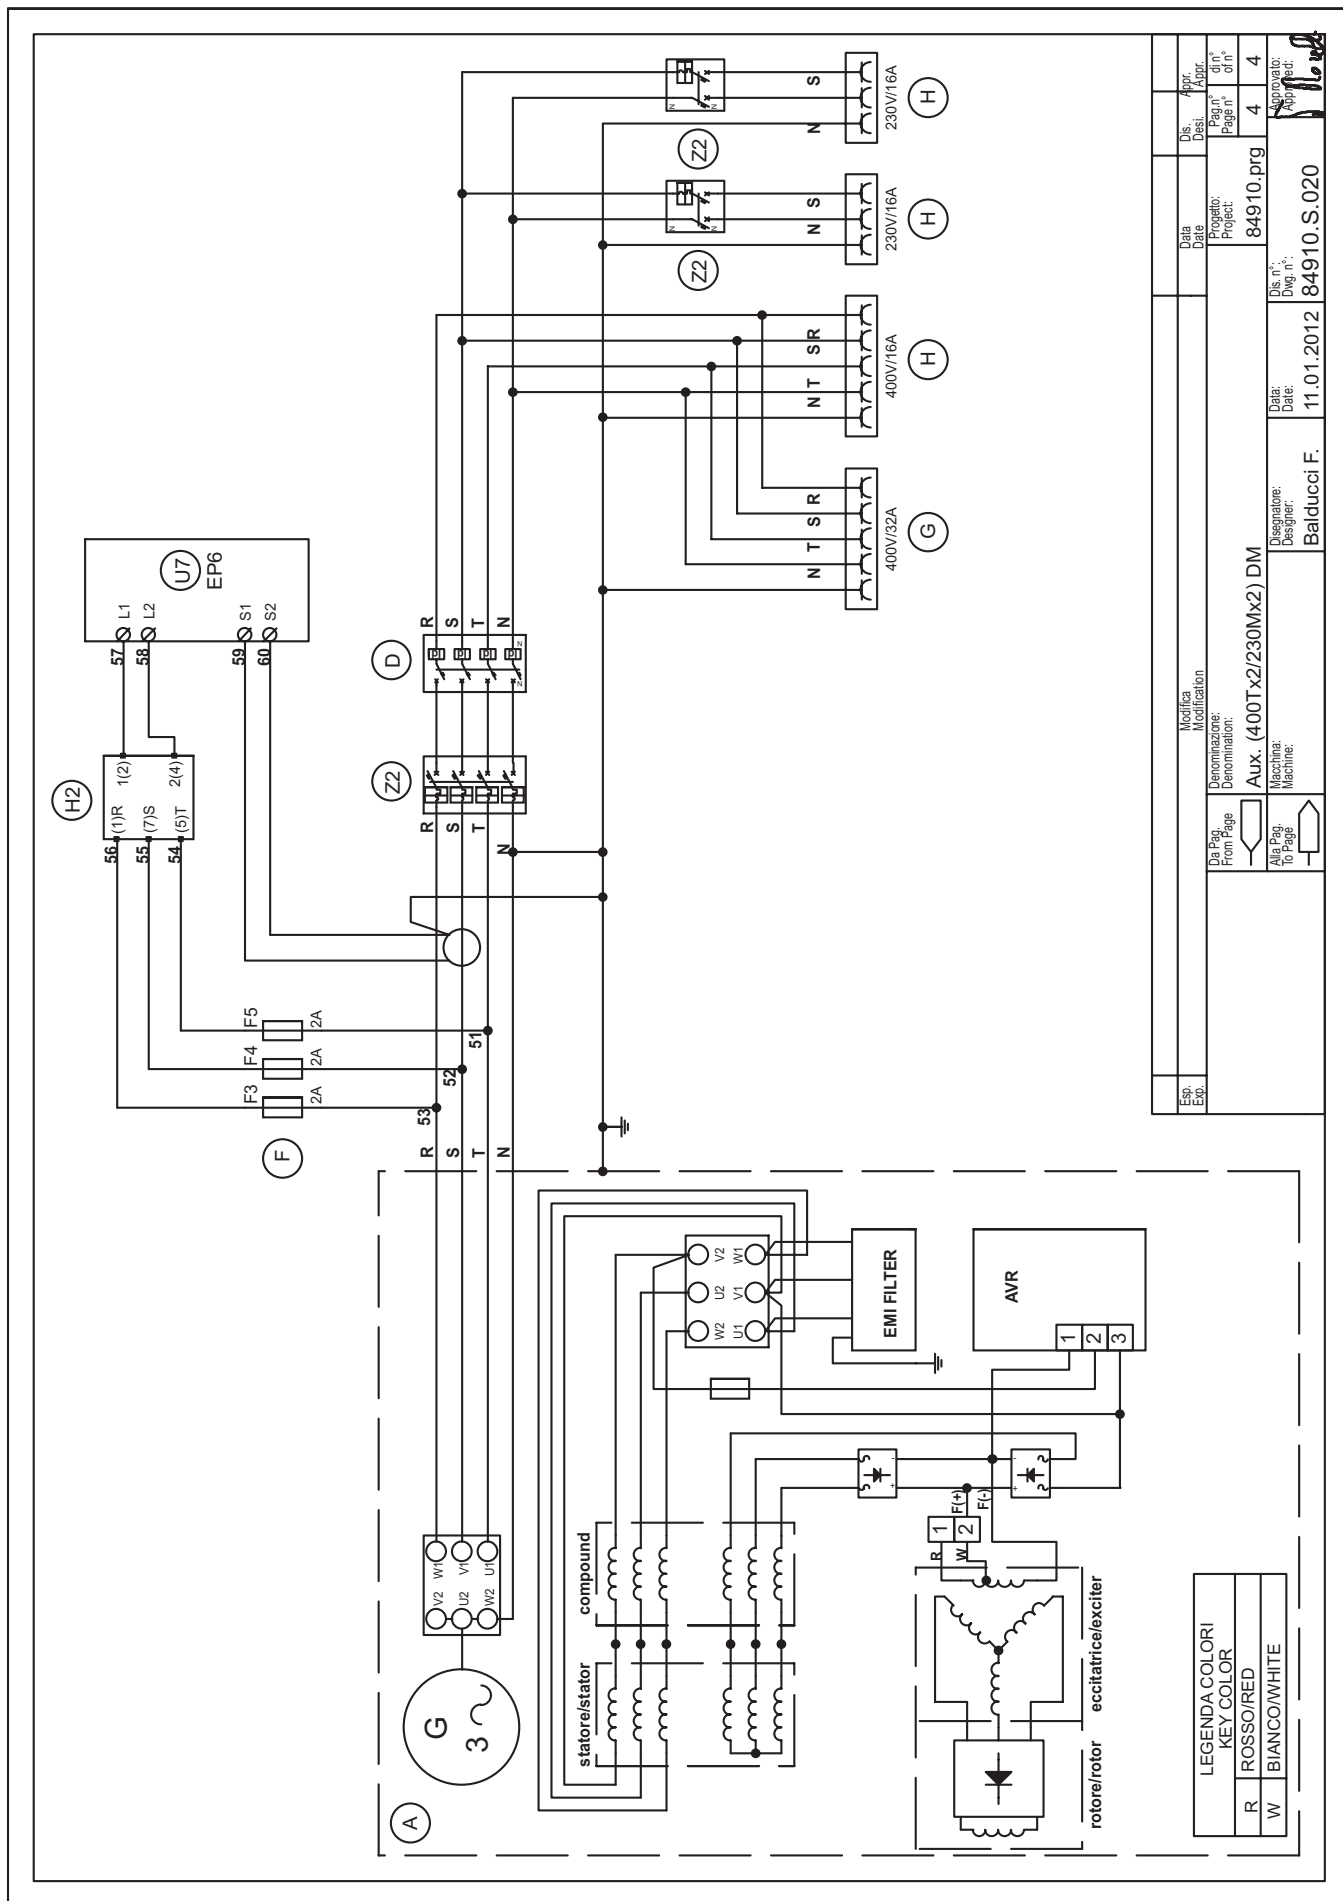 A
G
3
V2 W1
U2 V1
W2 U1
R
S
T
N
53
52
51
F
F3
2A
F4
2A
F5
2A
H2
56
(1)R
55
(7)S
54
(5)T
1(2)
2(4)
57
L1
58
L2
59
S1
60
S2
U7
EP6
R
S
T
N
Z2
D
N
N
R
S
T
N
N T S R
400V/32A
G
N T S R
400V/16A
H
N S
230V/16A
H
Z2
N
N
N S
230V/16A
H
Z2
N
N
statore/stator
compound
W2 U1
U2 V1
V2 W1
EMI FILTER
AVR
1
2
3
+
-
+
-
F(+)
F(-)
R
W
1
2
rotore/rotor
eccitatrice/exciter
LEGENDA COLORI
KEY COLOR
R ROSSO/RED
W BIANCO/WHITE
Esp.
Exp.
Modifica
Modification
Data
Date
Dis.
Desi.
Appr.
Appr.
Da Pag.
From Page
Alla Pag.
To Page
Denominazione:
Denomination:
Aux. (400Tx2/230Mx2) DM
Progetto:
Project:
84910.prg
Pag.n°
Page n°
4
di n°
of n°
4
Macchina:
Machine:
Disegnatore:
Designer:
Balducci F.
Data:
Date:
11.01.2012
Dis. n°:
Dwg. n°:
84910.S.020
Approvato:
Approved: